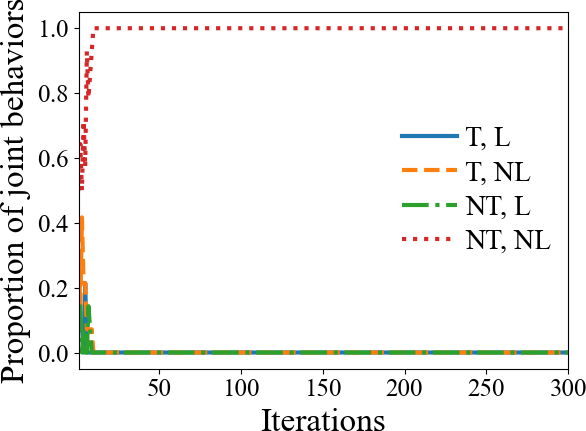 Proportion of joint behaviors
1.0
0.8
0.6
0.4
0.2
0.0
T, L
T, NL
NT, L
NT, NL
50 100 150 200 250 300
Iterations